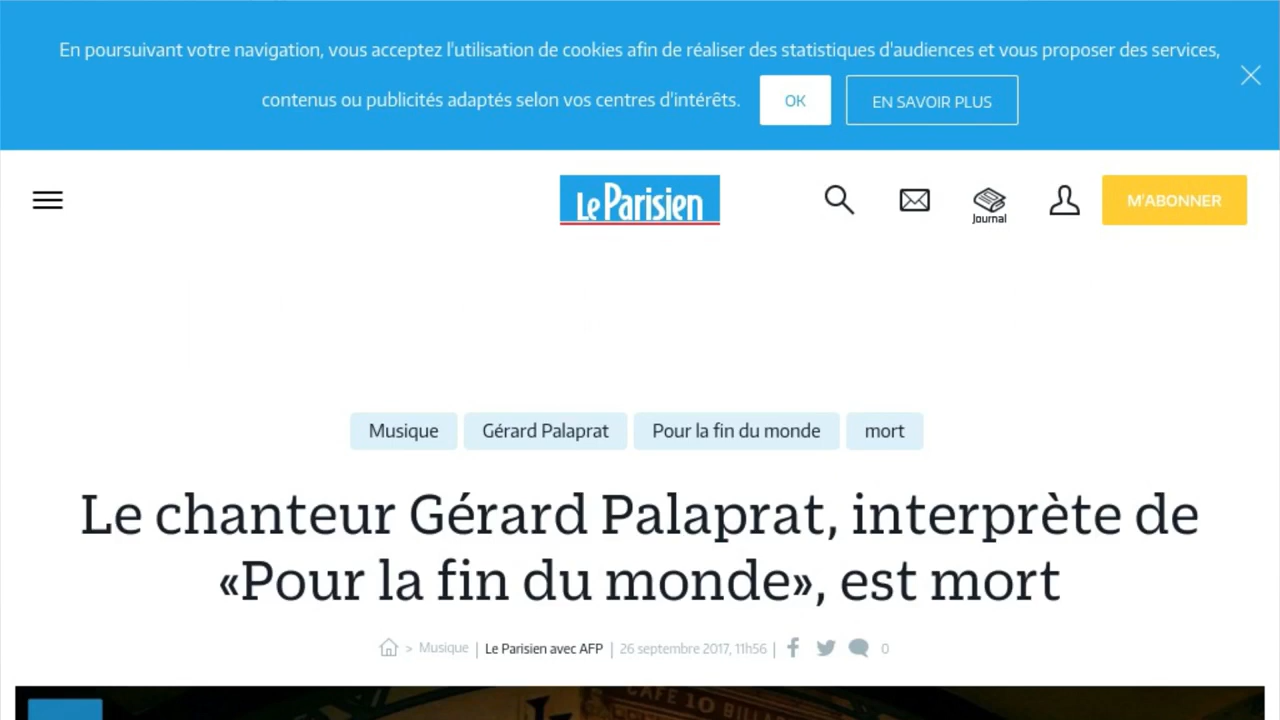 En poursuivant votre navigation, vous acceptez l'utilisation de cookies afin de réaliser des statistiques d'audiences et vous proposer des services,
contenus ou publicités adaptés selon vos centres d'intérêts.
OK
EN SAVOIR PLUS
Le Parisien
Journal
M'ABONNER
Musique
Gérard Palaprat
Pour la fin du monde
mort
Le chanteur Gérard Palaprat, interprète de
«Pour la fin du monde», est mort
> Musique | Le Parisien avec AFP | 26 septembre 2017, 11h56 | 0
CAFE 10